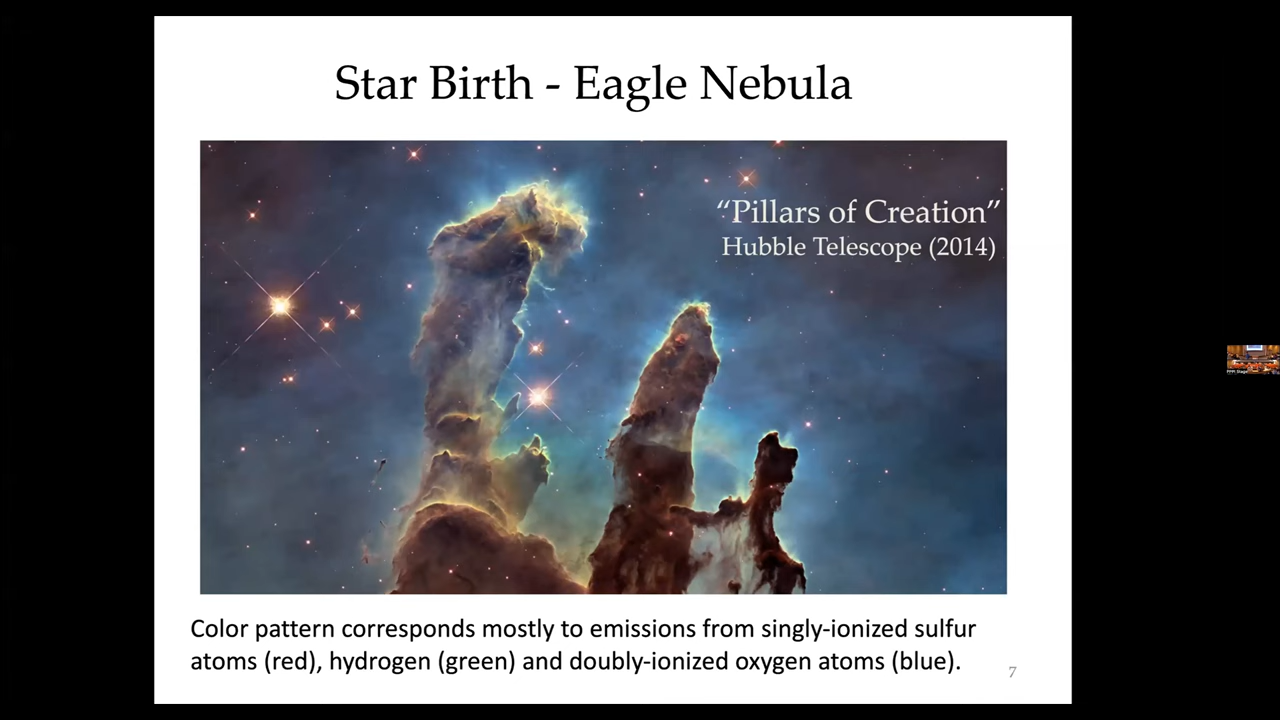 Star Birth - Eagle Nebula
“Pillars of Creation”
Hubble Telescope (2014)
Color pattern corresponds mostly to emissions from singly-ionized sulfur
atoms (red), hydrogen (green) and doubly-ionized oxygen atoms (blue).
7